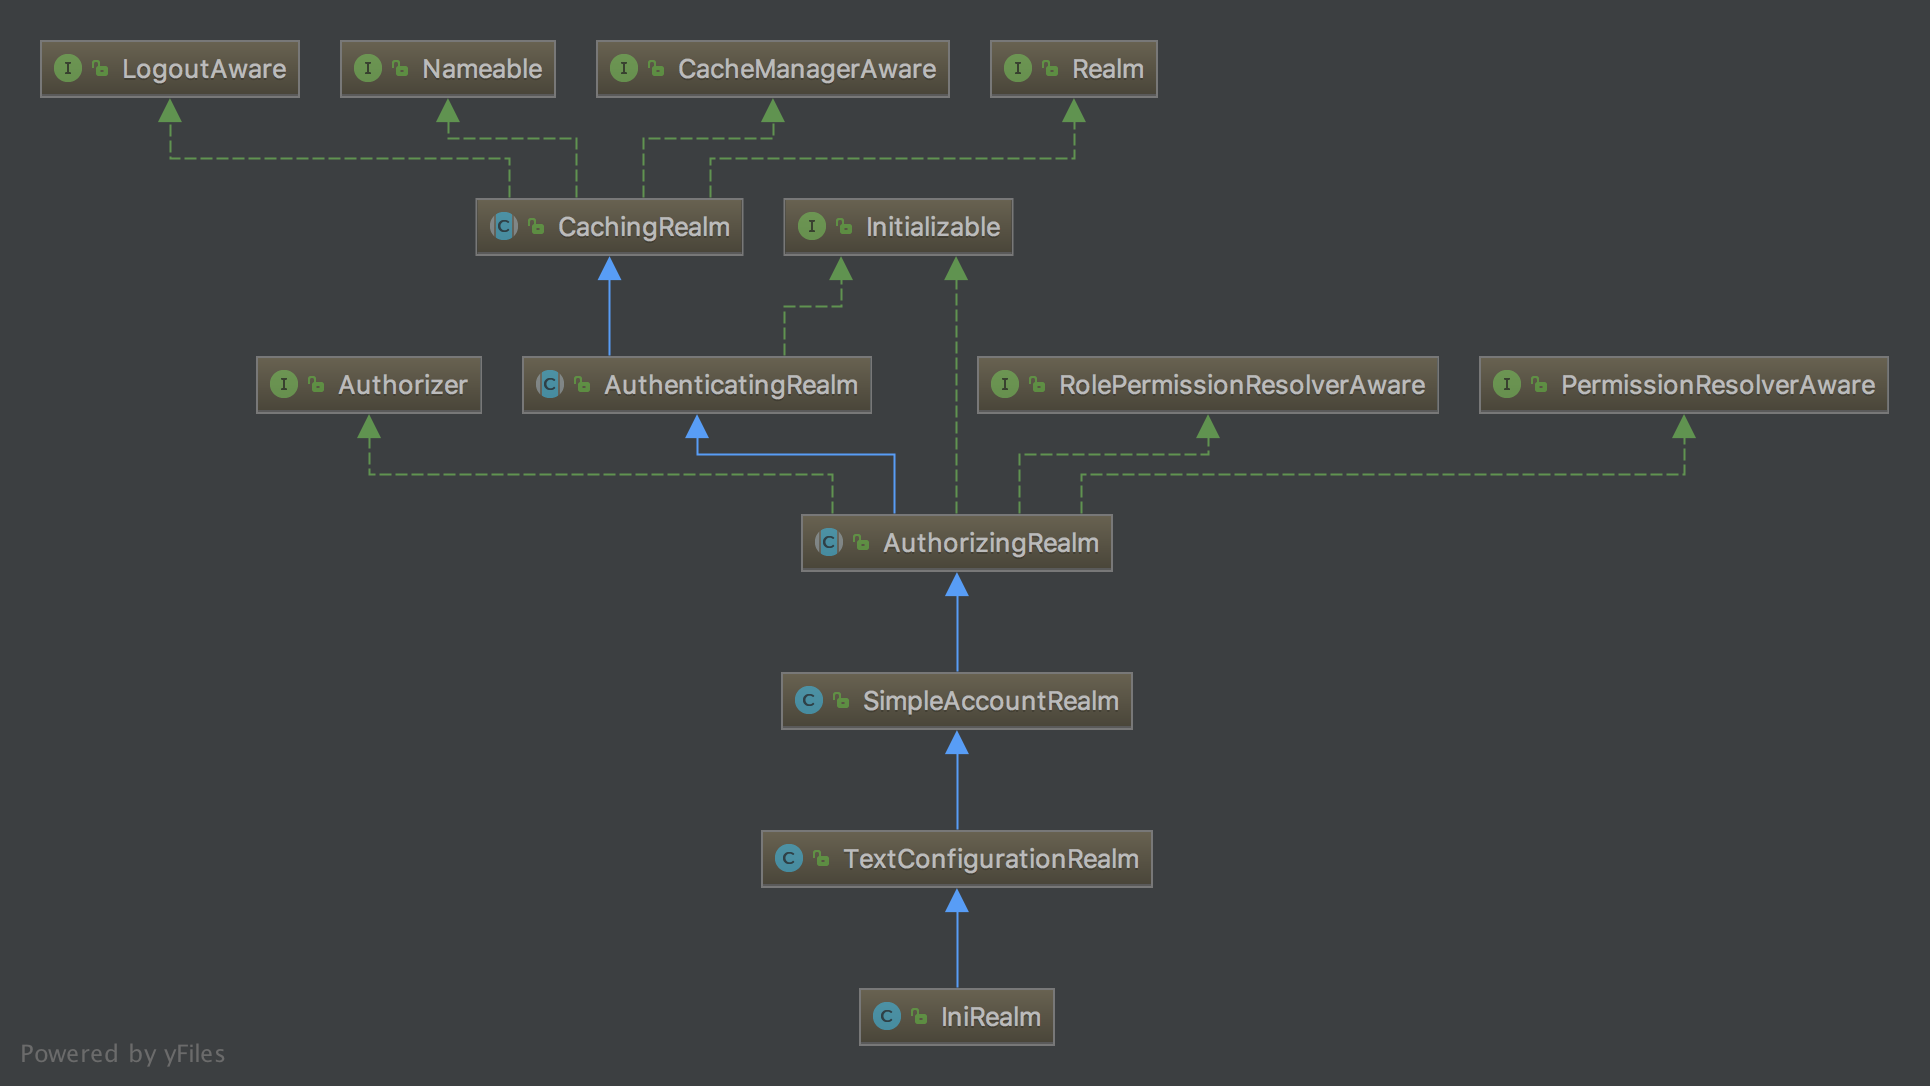 I LogoutAware
I Nameable
I CacheManagerAware
I Realm
C CachingRealm
I Initializable
I Authorizer
C AuthenticatingRealm
I RolePermissionResolverAware
I PermissionResolverAware
C AuthorizingRealm
C SimpleAccountRealm
C TextConfigurationRealm
C IniRealm
Powered by yFiles